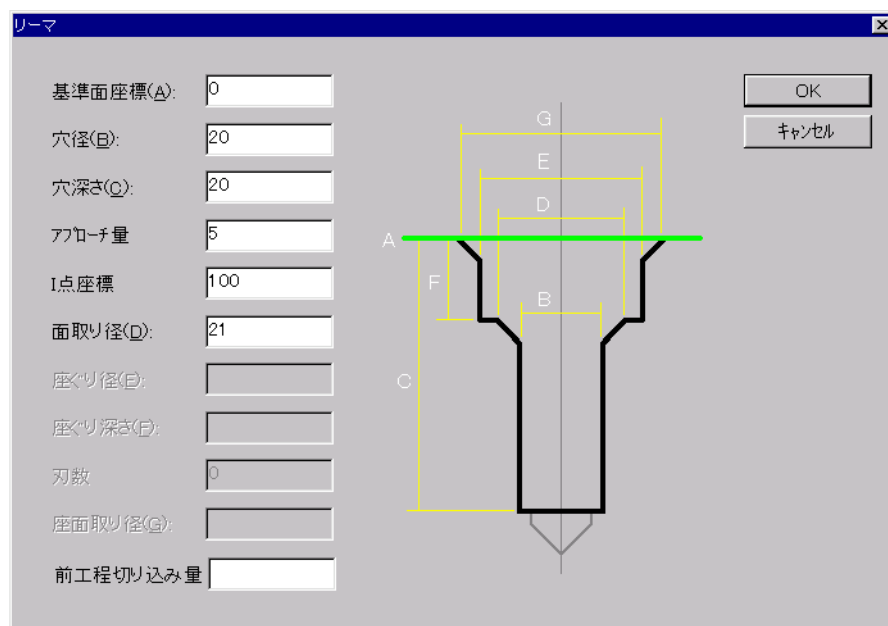 リーマ
基準面座標(A): 0
穴径(B): 20
穴深さ(C): 20
ｱﾌﾟﾛｰﾁ量 5
I点座標 100
面取り径(D): 21
座ぐり径(E):
座ぐり深さ(F):
刃数 0
座面取り径(G):
前工程切り込み量
G
E
D
A
F
B
C
OK
ｷｬﾝｾﾙ